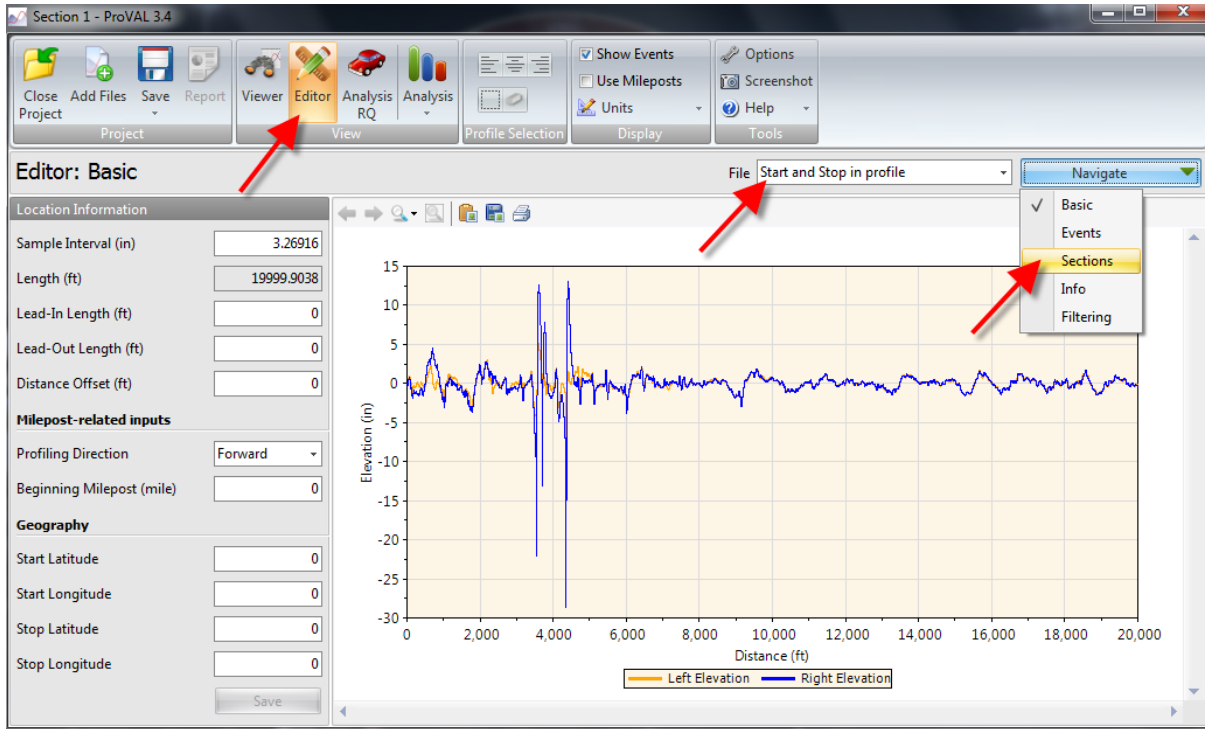 Section 1 - ProVAL 3.4
Close Project
Add Files
Save
Report
Project
Viewer
Editor
Analysis RQ
Analysis
View
Profile Selection
Show Events
Use Mileposts
Units
Display
Options
Screenshot
Help
Tools
Editor: Basic
File
Start and Stop in profile
Navigate
Basic
Events
Sections
Info
Filtering
Location Information
Sample Interval (in) 3.26916
Length (ft) 19999.9038
Lead-In Length (ft) 0
Lead-Out Length (ft) 0
Distance Offset (ft) 0
Milepost-related inputs
Profiling Direction Forward
Beginning Milepost (mile) 0
Geography
Start Latitude 0
Start Longitude 0
Stop Latitude 0
Stop Longitude 0
Save
Elevation (in)
15
10
5
0
-5
-10
-15
-20
-25
-30
0 2,000 4,000 6,000 8,000 10,000 12,000 14,000 16,000 18,000 20,000
Distance (ft)
Left Elevation Right Elevation